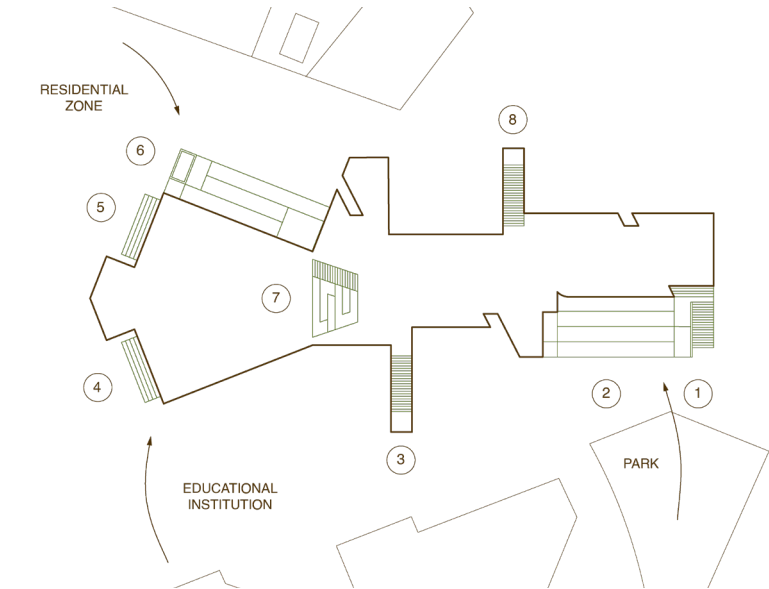 8
RESIDENTIAL
ZONE
6
5
7
4
2
1
3
PARK
EDUCATIONAL
INSTITUTION